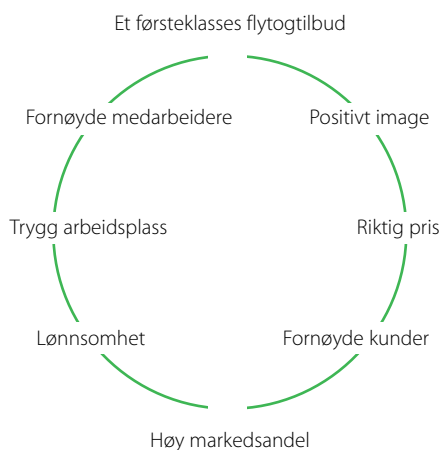 Et førsteklasses flytogtilbud
Fornøyde medarbeidere
Positivt image
Trygg arbeidsplass
Riktig pris
Lønnsomhet
Fornøyde kunder
Høy markedsandel